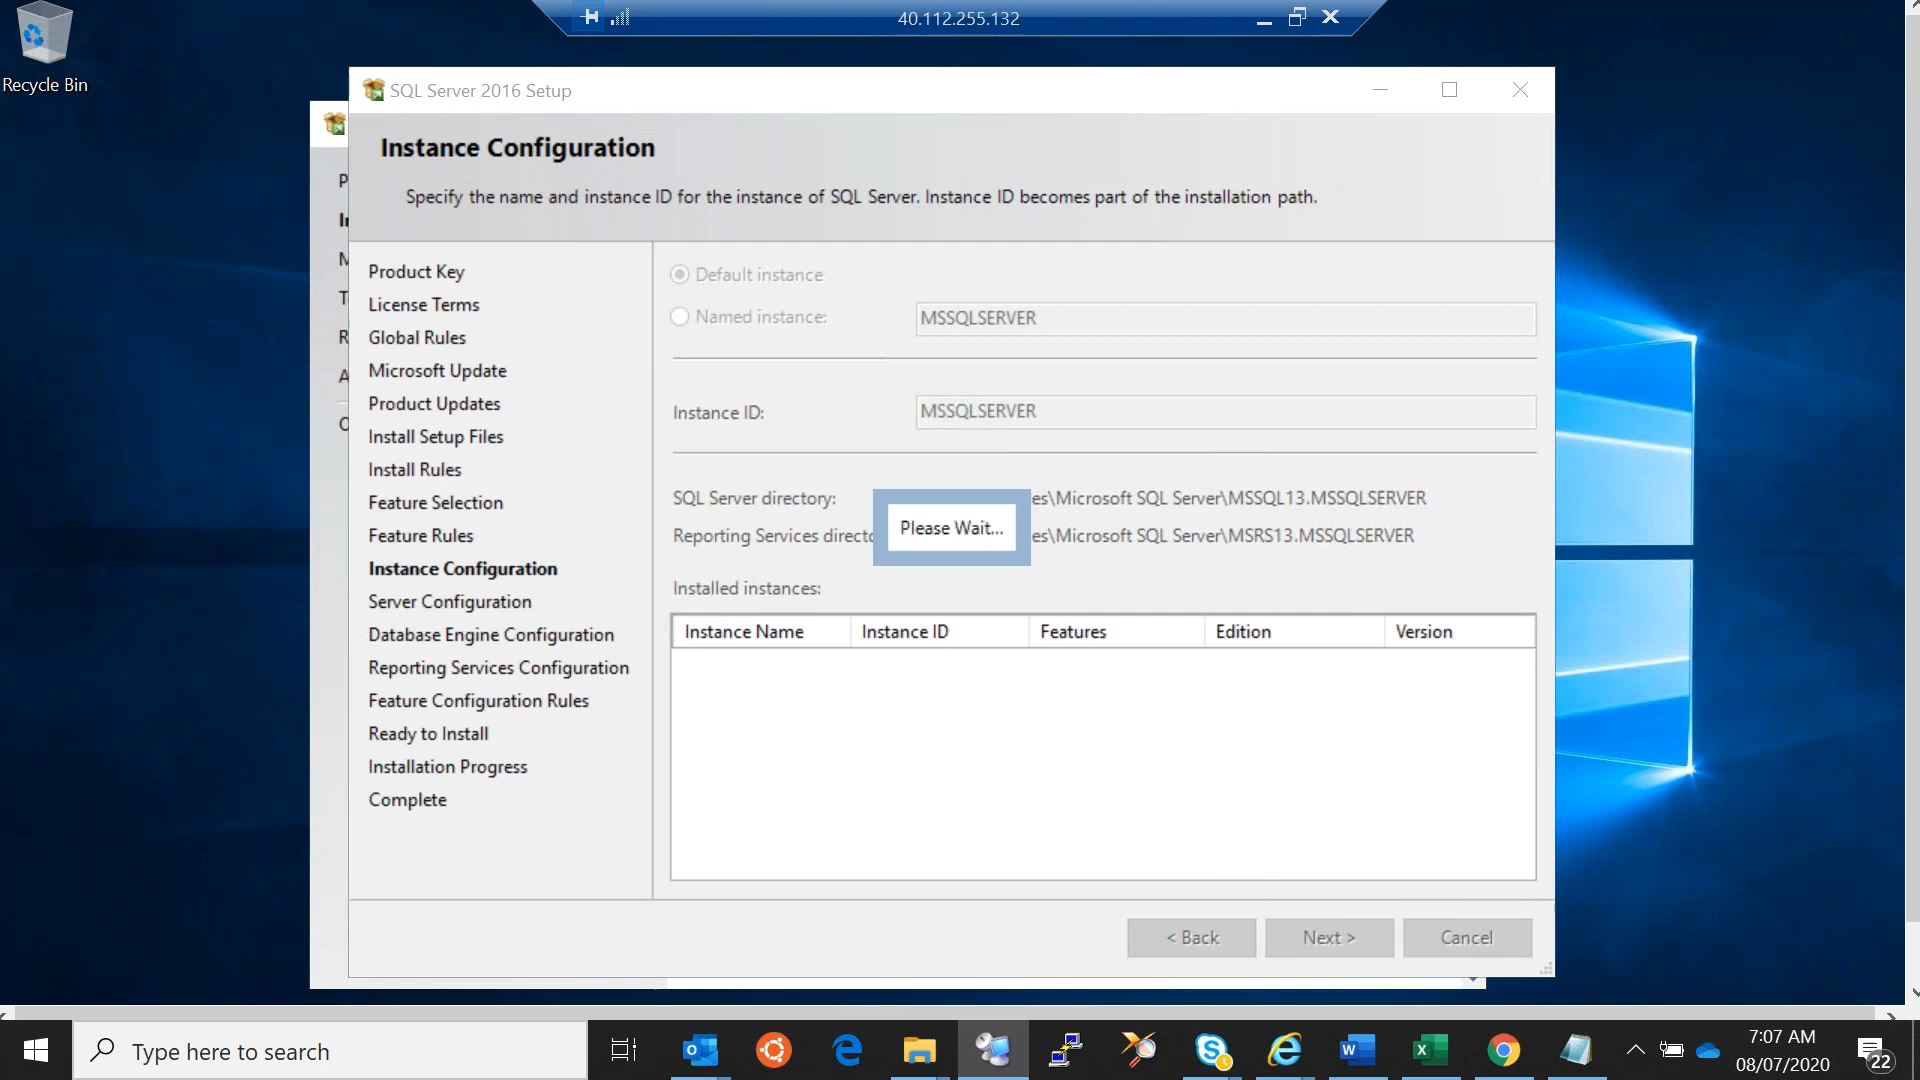 40.112.255.132
Recycle Bin
SQL Server 2016 Setup
Instance Configuration
Specify the name and instance ID for the instance of SQL Server. Instance ID becomes part of the installation path.
Product Key
License Terms
Global Rules
Microsoft Update
Product Updates
Install Setup Files
Install Rules
Feature Selection
Feature Rules
Instance Configuration
Server Configuration
Database Engine Configuration
Reporting Services Configuration
Feature Configuration Rules
Ready to Install
Installation Progress
Complete
Default instance
Named instance: MSSQLSERVER
Instance ID: MSSQLSERVER
SQL Server directory: es\Microsoft SQL Server\MSSQL13.MSSQLSERVER
Reporting Services directo es\Microsoft SQL Server\MSRS13.MSSQLSERVER
Please Wait...
Installed instances:
Instance Name Instance ID Features Edition Version
< Back Next > Cancel
Type here to search
7:07 AM
08/07/2020
22